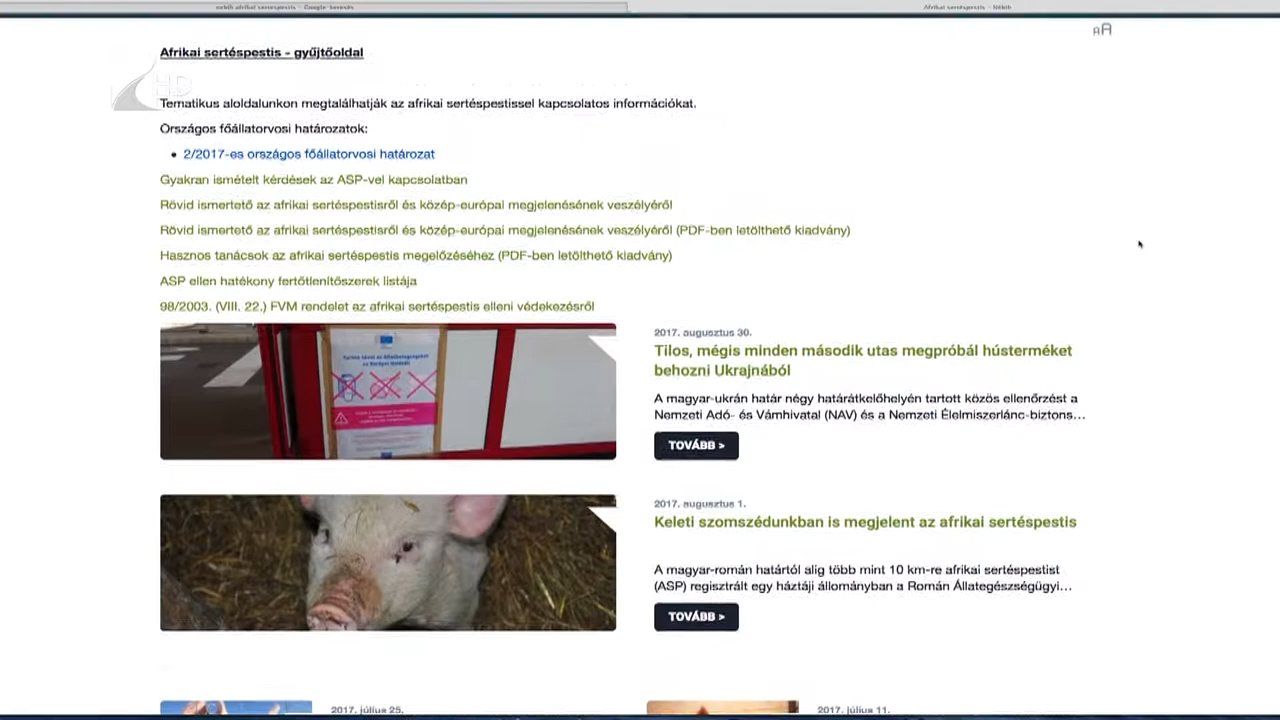 nebih afrikai sertéspestis - Google-keresés
Afrikai sertéspestis - Nébih
AA
Afrikai sertéspestis - gyűjtőoldal
HD
Tematikus aloldalunkon megtalálhatják az afrikai sertéspestissel kapcsolatos információkat.
Országos főállatorvosi határozatok:
• 2/2017-es országos főállatorvosi határozat
Gyakran ismételt kérdések az ASP-vel kapcsolatban
Rövid ismertető az afrikai sertéspestisről és közép-európai megjelenésének veszélyéről
Rövid ismertető az afrikai sertéspestisről és közép-európai megjelenésének veszélyéről (PDF-ben letölthető kiadvány)
Hasznos tanácsok az afrikai sertéspestis megelőzéséhez (PDF-ben letölthető kiadvány)
ASP ellen hatékony fertőtlenítőszerek listája
98/2003. (VIII. 22.) FVM rendelet az afrikai sertéspestis elleni védekezésről
2017. augusztus 30.
Tilos, mégis minden második utas megpróbál hústerméket
behozni Ukrajnából
A magyar-ukrán határ négy határátkelőhelyén tartott közös ellenőrzést a
Nemzeti Adó- és Vámhivatal (NAV) és a Nemzeti Élelmiszerlánc-biztons...
TOVÁBB >
2017. augusztus 1.
Keleti szomszédunkban is megjelent az afrikai sertéspestis
A magyar-román határtól alig több mint 10 km-re afrikai sertéspestist
(ASP) regisztrált egy háztáji állományban a Román Állategészségügyi...
TOVÁBB >
2017. július 25.
2017. július 11.